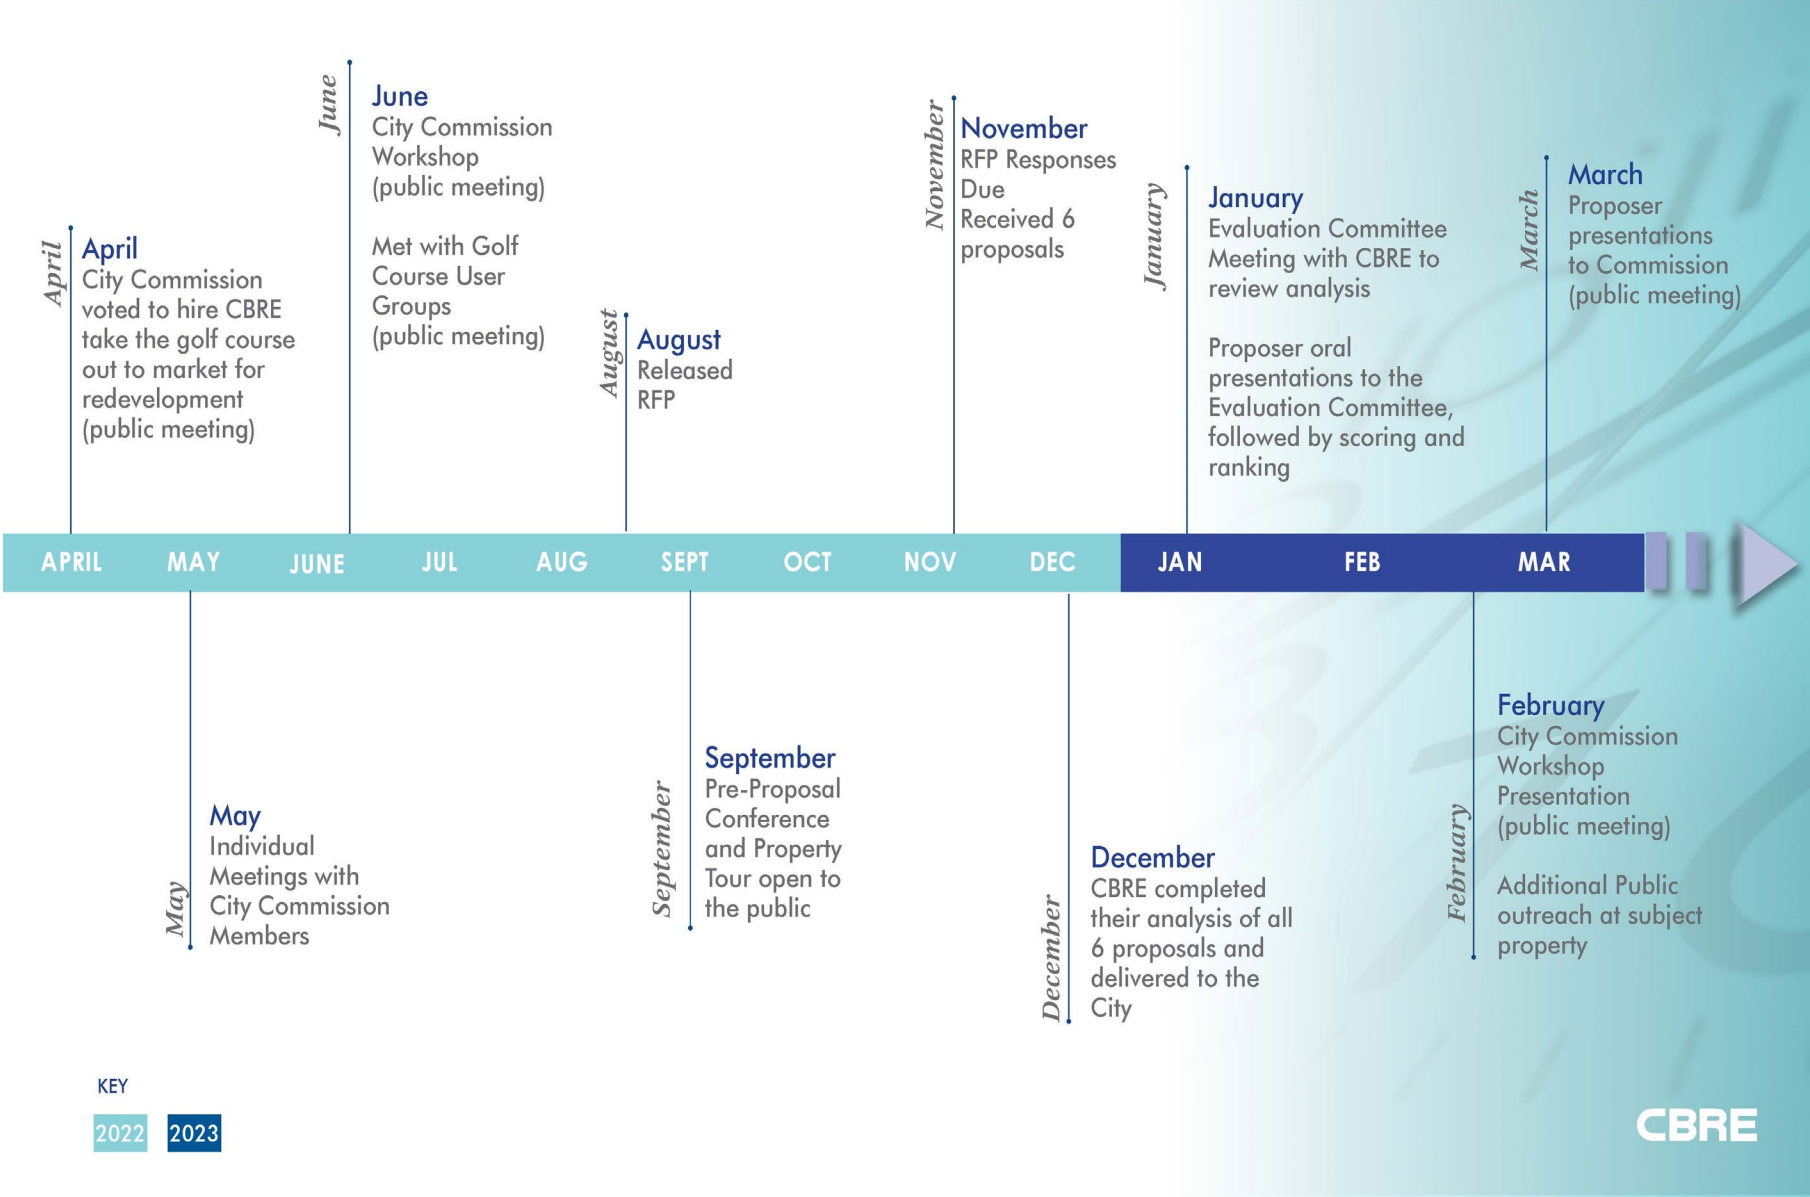 June
June
City Commission
Workshop
(public meeting)
Met with Golf
Course User
Groups
(public meeting)
April
April
City Commission
voted to hire CBRE
take the golf course
out to market for
redevelopment
(public meeting)
August
August
Released
RFP
November
November
RFP Responses
Due
Received 6
proposals
January
January
Evaluation Committee
Meeting with CBRE to
review analysis
Proposer oral
presentations to the
Evaluation Committee,
followed by scoring and
ranking
March
March
Proposer
presentations
to Commission
(public meeting)
APRIL MAY JUNE JUL AUG SEPT OCT NOV DEC JAN FEB MAR
May
May
Individual
Meetings with
City Commission
Members
September
September
Pre-Proposal
Conference
and Property
Tour open to
the public
December
December
CBRE completed
their analysis of all
6 proposals and
delivered to the
City
February
February
City Commission
Workshop
Presentation
(public meeting)
Additional Public
outreach at subject
property
KEY
2022 2023
CBRE